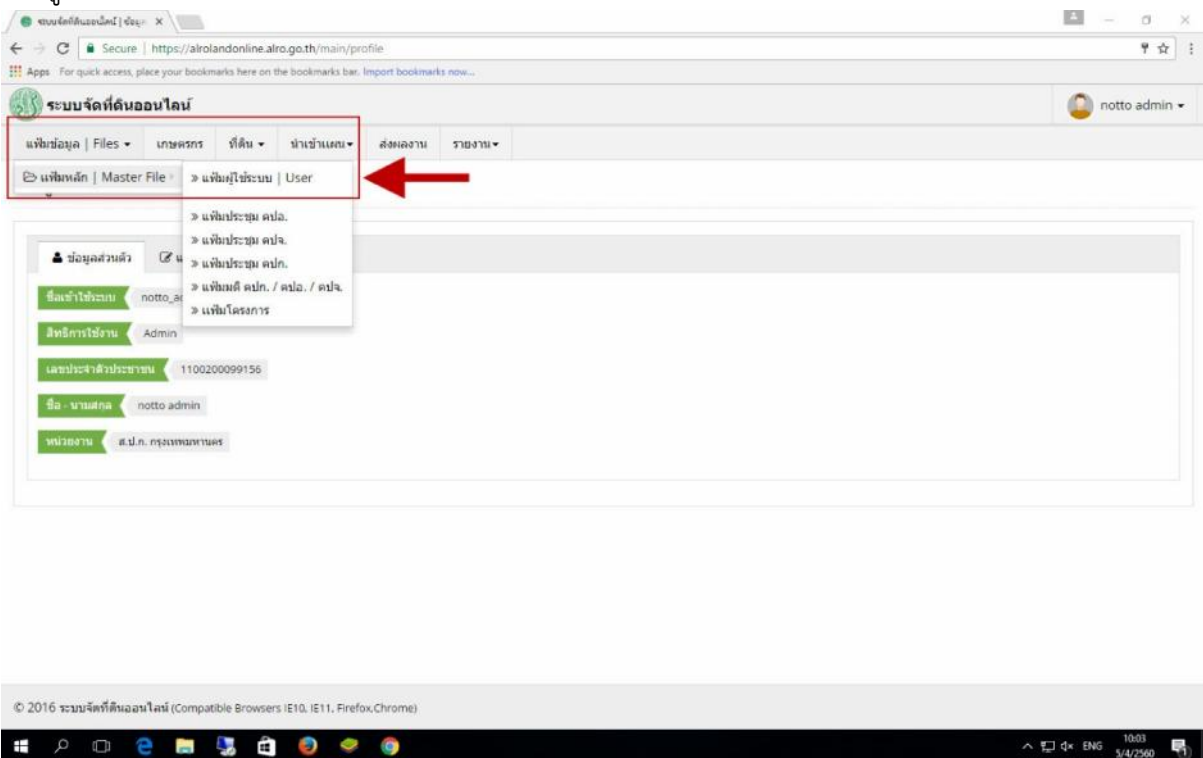 ระบบจัดที่ดินออนไลน์ | ข้อมูล
Secure | https://alrolandonline.alro.go.th/main/profile
Apps For quick access, place your bookmarks here on the bookmarks bar. Import bookmarks now...
ระบบจัดที่ดินออนไลน์
notto admin
แฟ้มข้อมูล | Files เกษตรกร ที่ดิน นำเข้าแผน ส่งผลงาน รายงาน
แฟ้มหลัก | Master File » แฟ้มผู้ใช้ระบบ | User
» แฟ้มประชุม คปอ.
» แฟ้มประชุม คปจ.
» แฟ้มประชุม คปก.
» แฟ้มมติ คปก. / คปอ. / คปจ.
» แฟ้มโครงการ
ข้อมูลส่วนตัว
ชื่อเข้าใช้ระบบ notto_ad
สิทธิการใช้งาน Admin
เลขประจำตัวประชาชน 1100200099156
ชื่อ - นามสกุล notto admin
หน่วยงาน ส.ป.ก. กรุงเทพมหานคร
© 2016 ระบบจัดที่ดินออนไลน์ (Compatible Browsers IE10, IE11, Firefox,Chrome)
ENG 10:03
5/4/2560